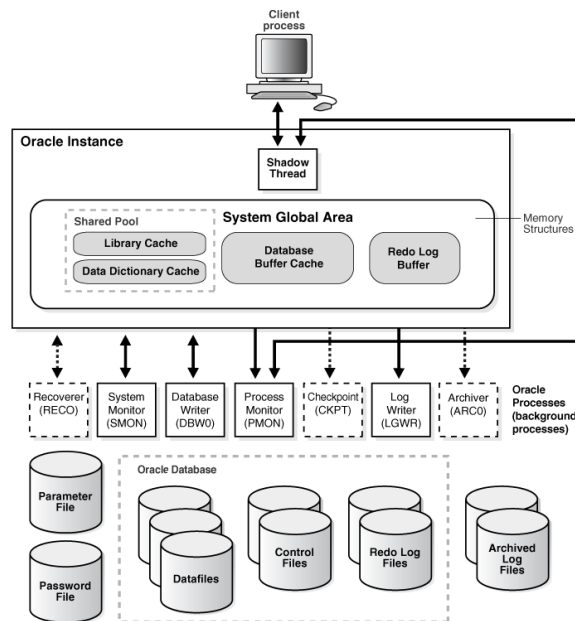 Client
process
Oracle Instance
Shadow
Thread
Shared Pool
System Global Area
Memory
Structures
Library Cache
Data Dictionary Cache
Database
Buffer Cache
Redo Log
Buffer
Recoverer
(RECO)
System
Monitor
(SMON)
Database
Writer
(DBW0)
Process
Monitor
(PMON)
Checkpoint
(CKPT)
Log
Writer
(LGWR)
Archiver
(ARC0)
Oracle
Processes
(background
processes)
Parameter
File
Password
File
Oracle Database
Datafiles
Control
Files
Redo Log
Files
Archived
Log
Files